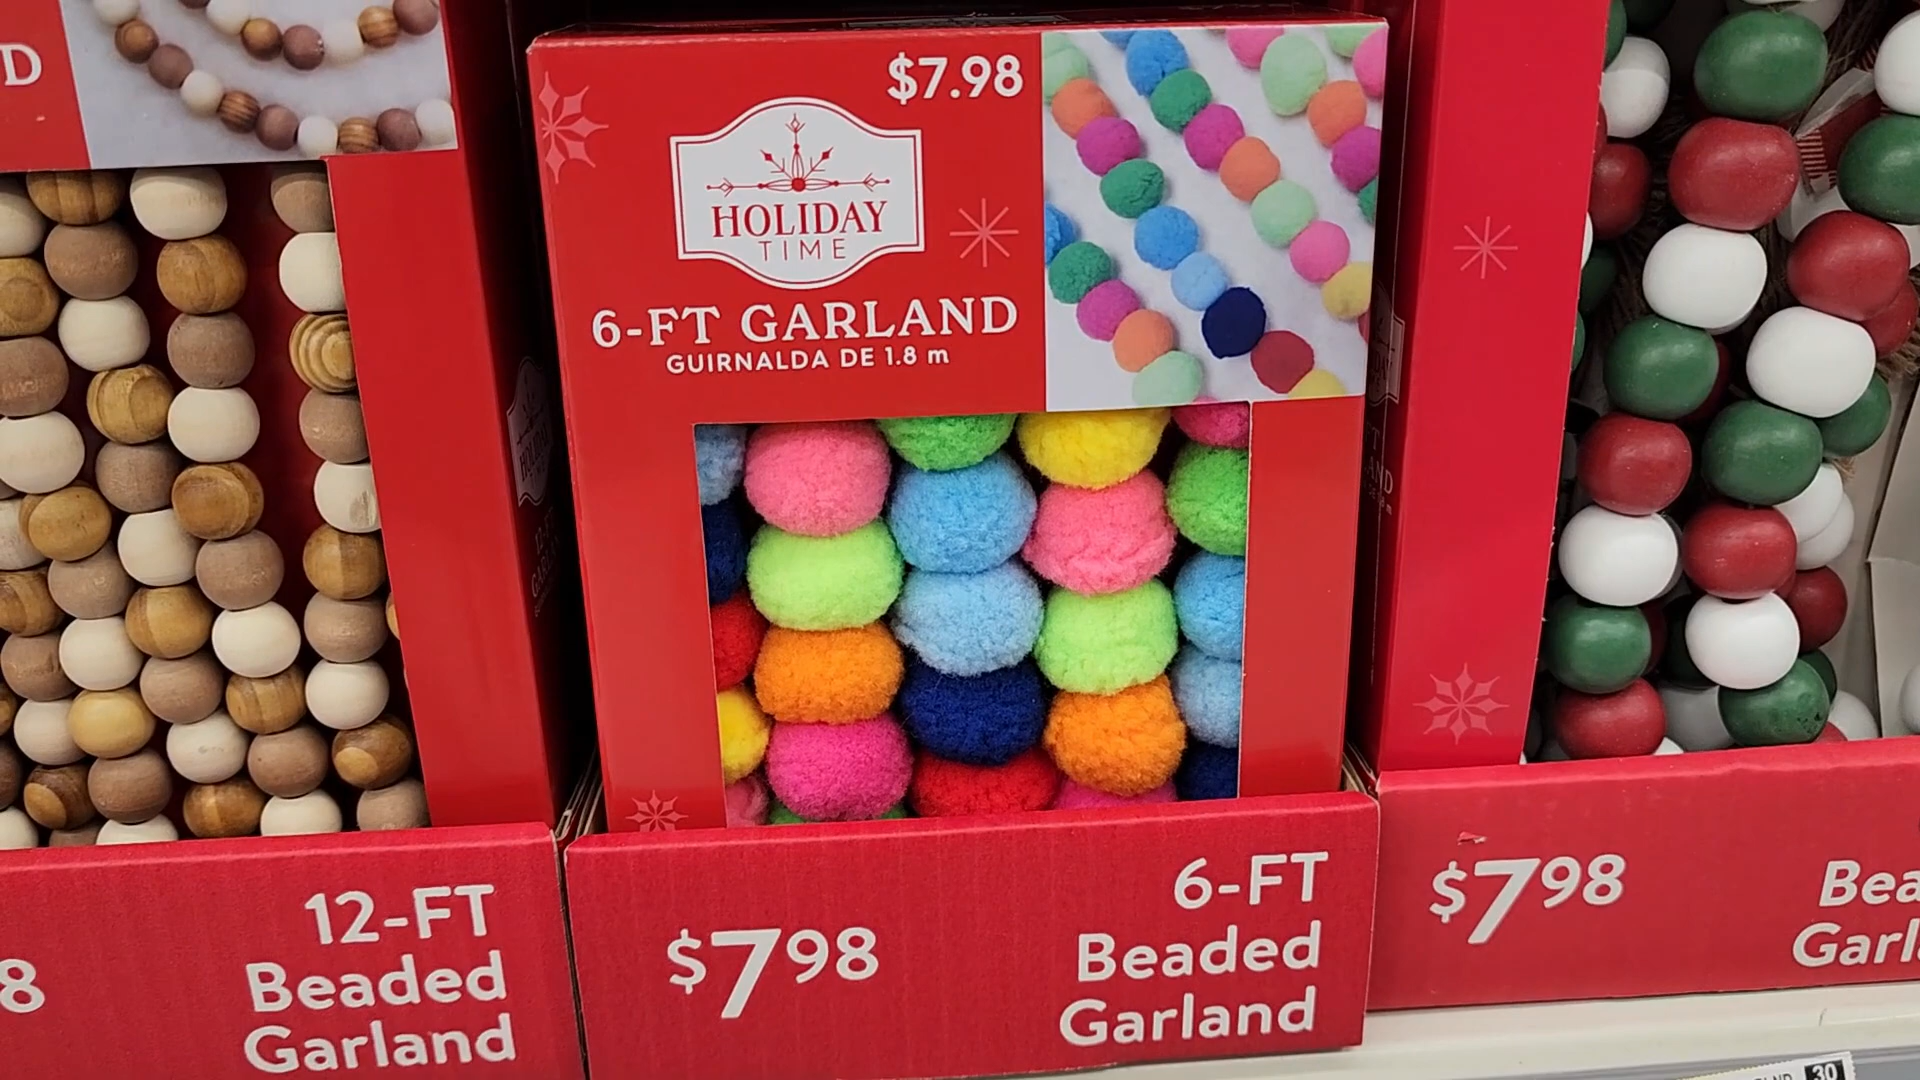 D
$7.98
HOLIDAY
TIME
6-FT GARLAND
GUIRNALDA DE 1.8 m
8
12-FT
Beaded
Garland
$7 98
6-FT
Beaded
Garland
$7 98
Bea
Garl
30